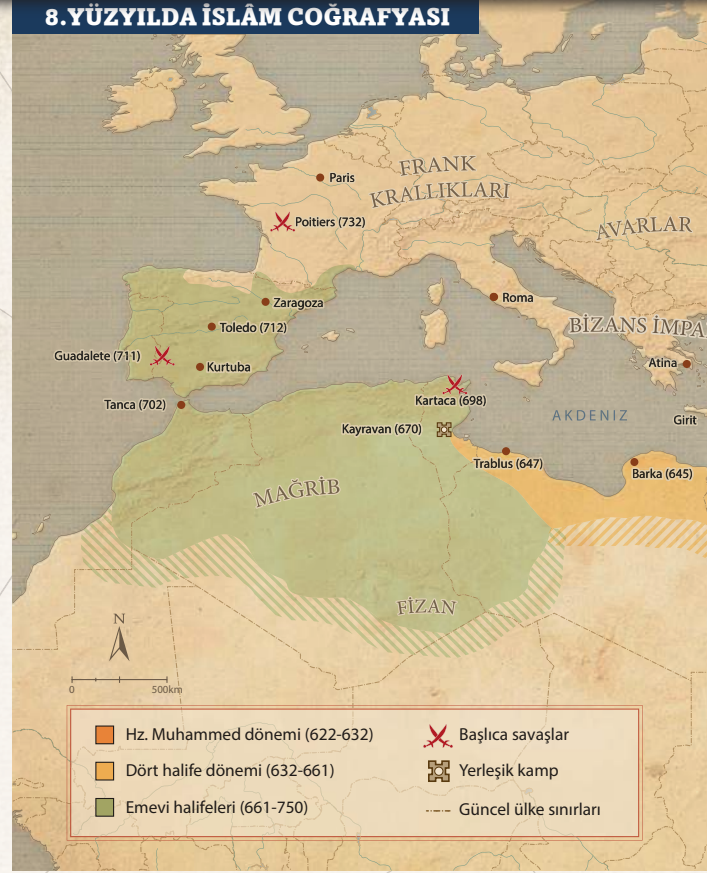 8.YÜZYILDA İSLÂM COĞRAFYASI
Paris
FRANK
KRALLIKLARI
Poitiers (732)
AVARLAR
Zaragoza
Roma
Toledo (712)
BİZANS İMPA
Guadalete (711)
Kurtuba
Atina
Kartaca (698)
Tanca (702)
AKDENIZ
Girit
Kayravan (670)
Trablus (647)
Barka (645)
MAĞRİB
FİZAN
N
0 500km
Hz. Muhammed dönemi (622-632)
Dört halife dönemi (632-661)
Emevi halifeleri (661-750)
Başlıca savaşlar
Yerleşik kamp
Güncel ülke sınırları